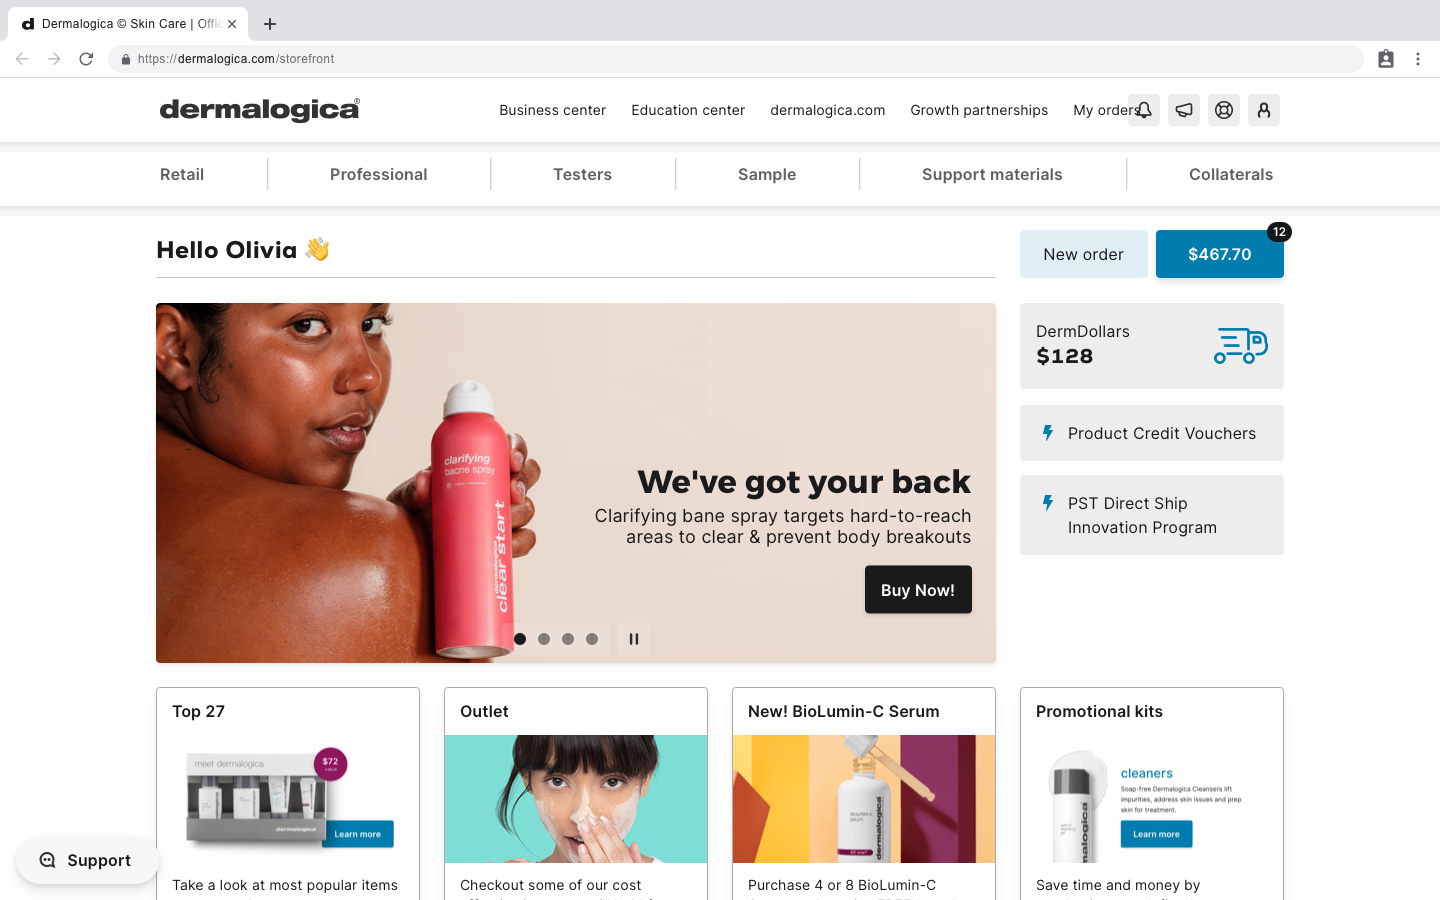 Dermalogica © Skin Care | Offic
https://dermalogica.com/storefront
dermalogica®
Business center
Education center
dermalogica.com
Growth partnerships
My orders
Retail
Professional
Testers
Sample
Support materials
Collaterals
Hello Olivia 👋
New order
$467.70
12
DermDollars
$128
Product Credit Vouchers
PST Direct Ship
Innovation Program
clarifying
bacne spray
dermalogica
clear start
We've got your back
Clarifying bane spray targets hard-to-reach
areas to clear & prevent body breakouts
Buy Now!
Top 27
meet dermalogica
$72
dermalogica
Learn more
Take a look at most popular items
Outlet
Checkout some of our cost
New! BioLumin-C Serum
biolumin-c
serum
dermalogica
Purchase 4 or 8 BioLumin-C
Promotional kits
dermalogica
cleaners
Soap-free Dermalogica Cleansers lift
impurities, address skin issues and prep
skin for treatment.
Learn more
Save time and money by
Support